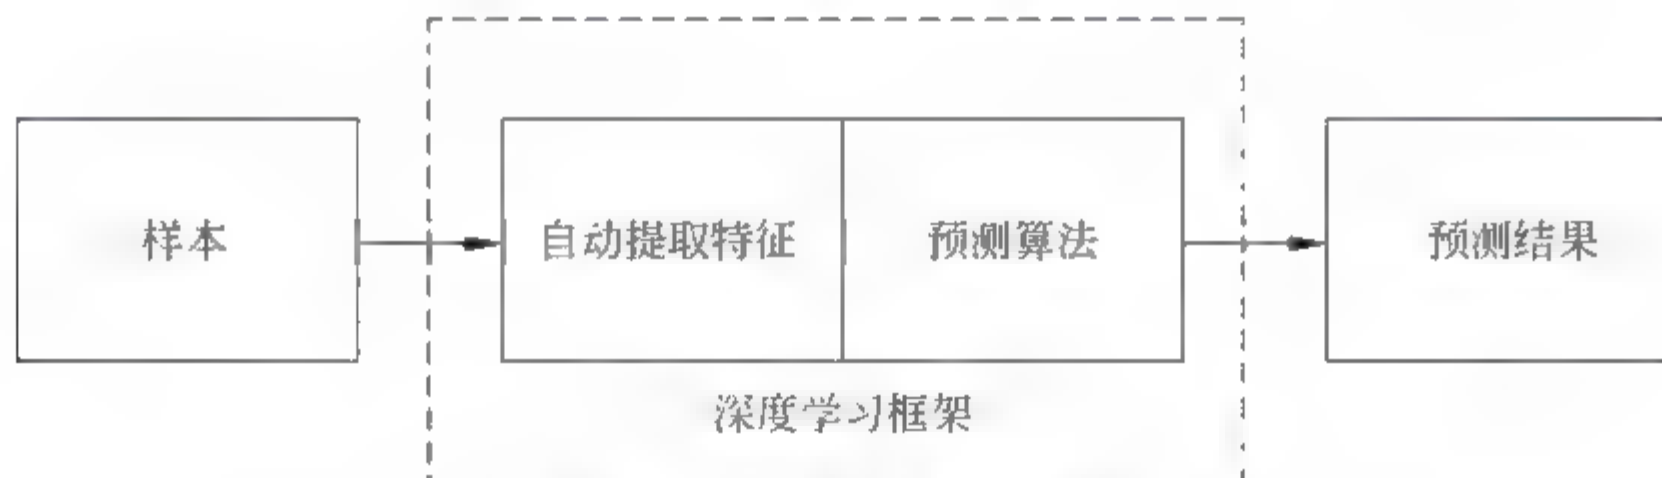 样本
自动提取特征
预测算法
预测结果
深度学习框架